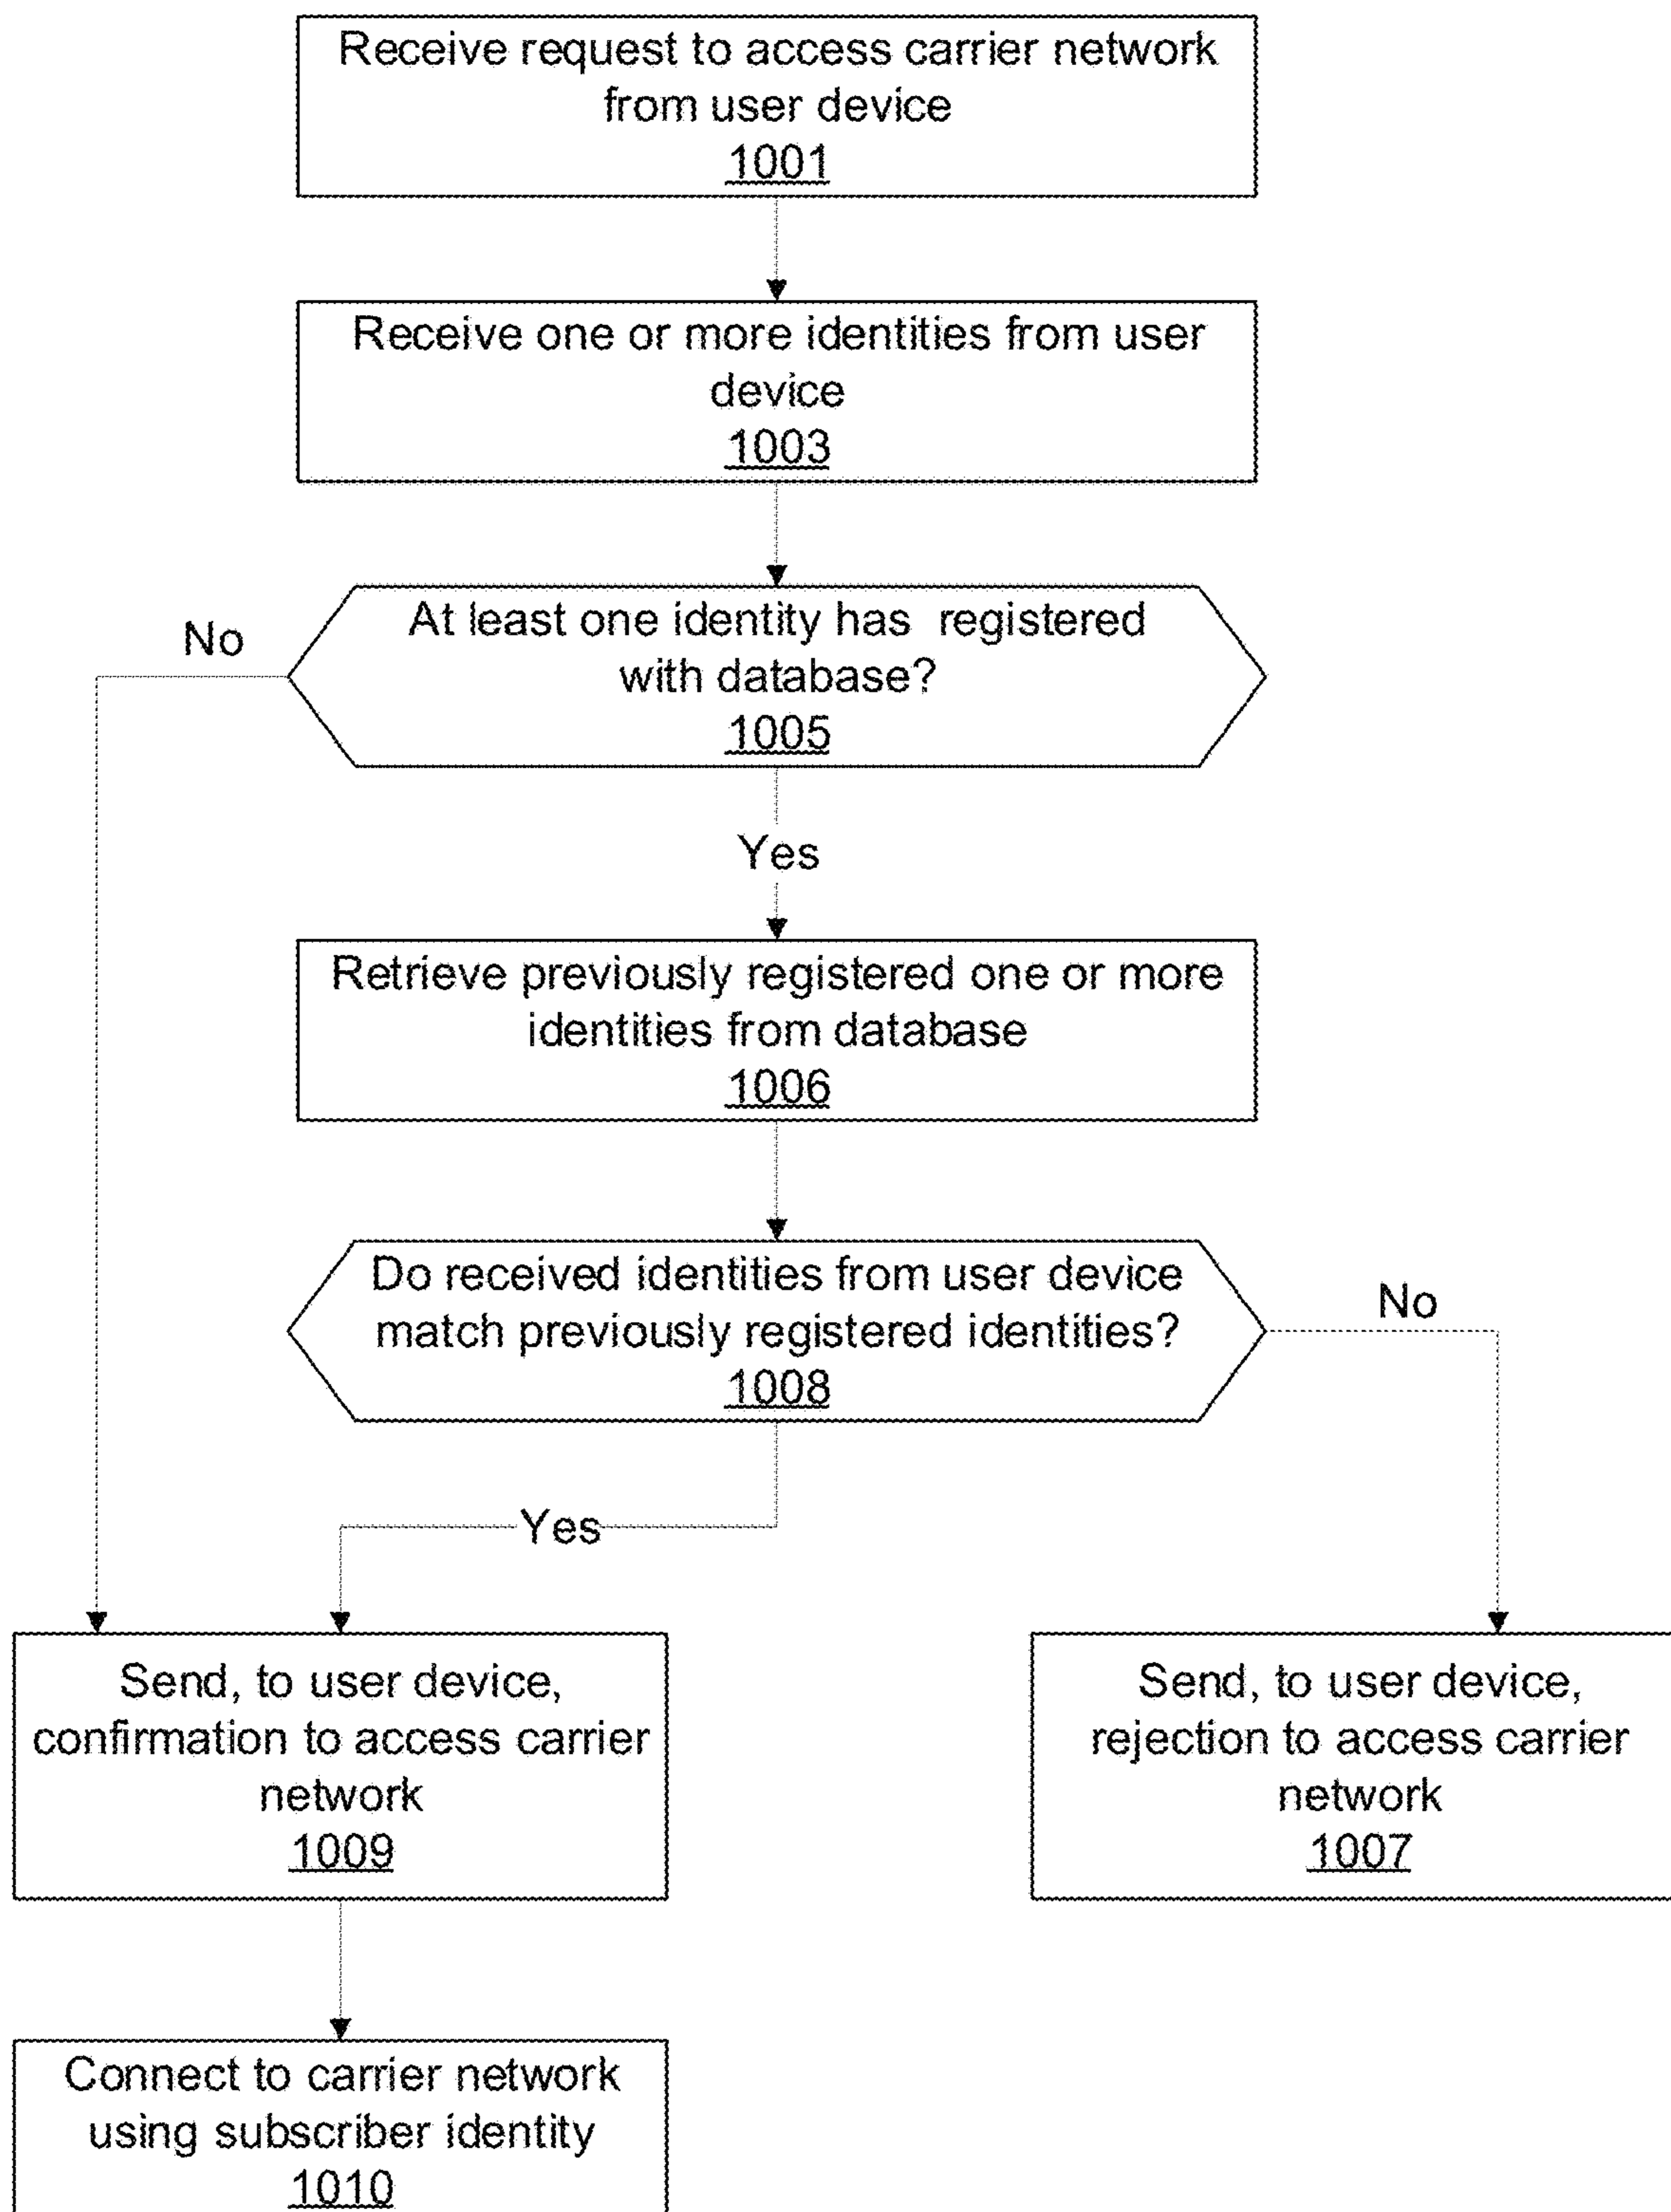 Receive request to access carrier network
from user device
1001
Receive one or more identities from user
device
1003
No
At least one identity has registered
with database?
1005
Yes
Retrieve previously registered one or more
identities from database
1006
Do received identities from user device
match previously registered identities?
1008
No
Yes
Send, to user device,
confirmation to access carrier
network
1009
Send, to user device,
rejection to access carrier
network
1007
Connect to carrier network
using subscriber identity
1010